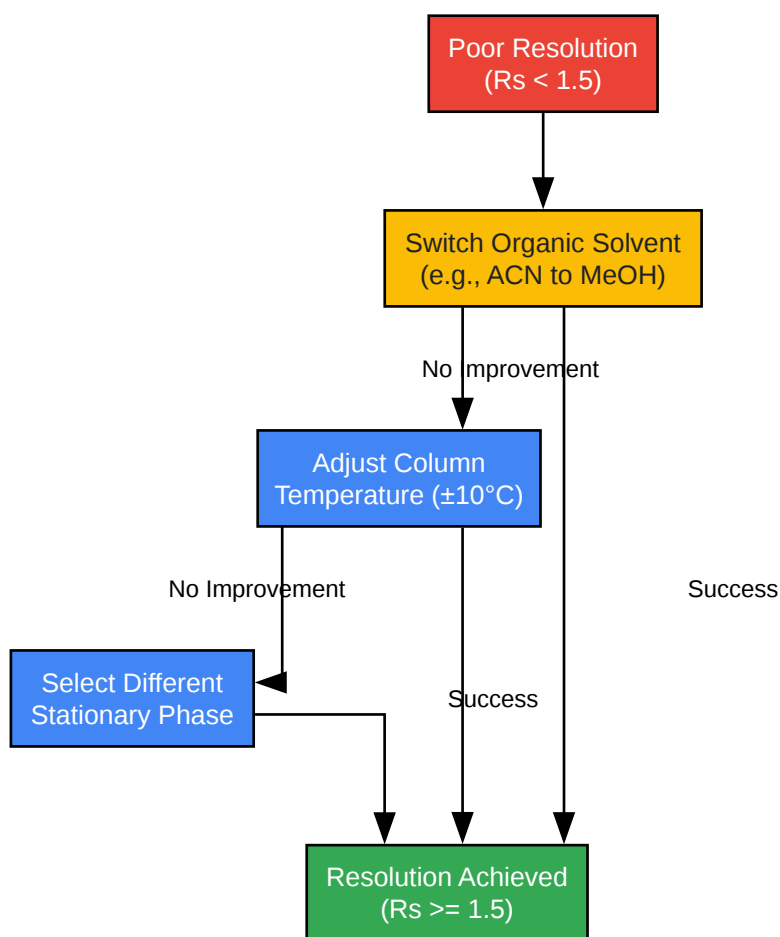 Poor Resolution
(Rs < 1.5)
Switch Organic Solvent
(e.g., ACN to MeOH)
No Improvement
Adjust Column
Temperature (±10°C)
No Improvement
Success
Select Different
Stationary Phase
Success
Resolution Achieved
(Rs >= 1.5)